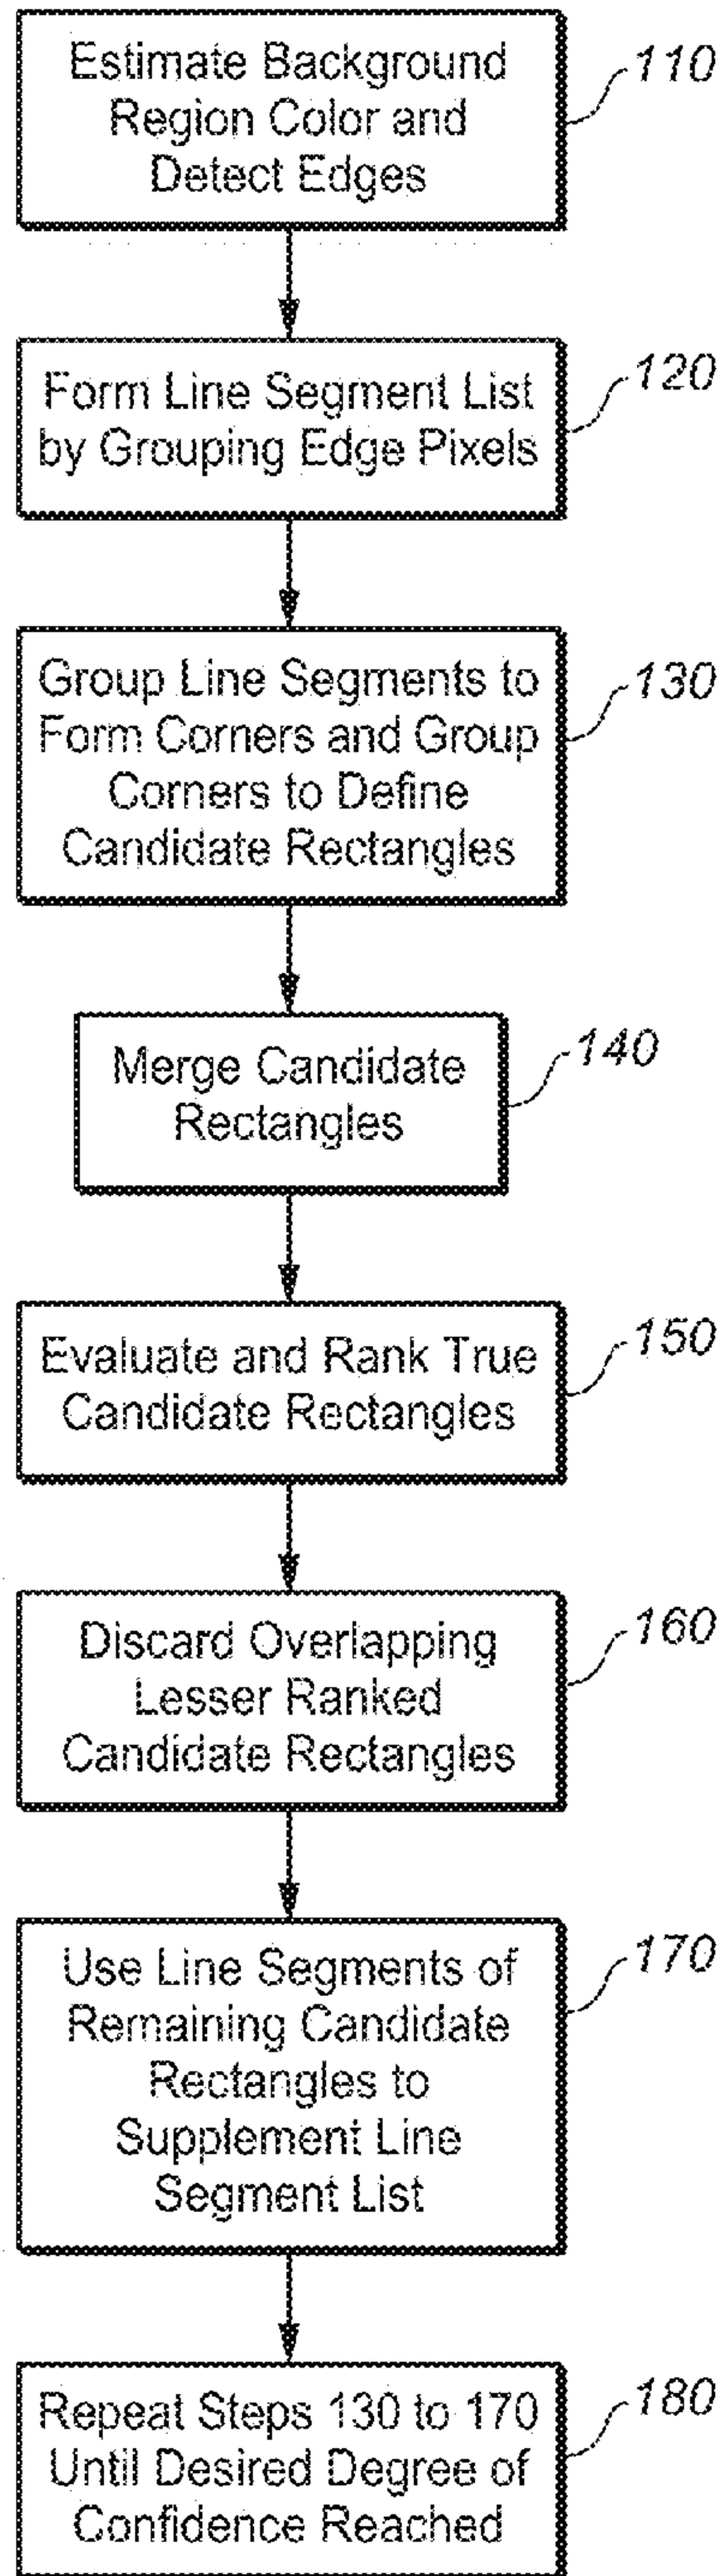 Estimate Background
Region Color and
Detect Edges
110
Form Line Segment List
by Grouping Edge Pixels
120
Group Line Segments to
Form Corners and Group
Corners to Define
Candidate Rectangles
130
Merge Candidate
Rectangles
140
Evaluate and Rank True
Candidate Rectangles
150
Discard Overlapping
Lesser Ranked
Candidate Rectangles
160
Use Line Segments of
Remaining Candidate
Rectangles to
Supplement Line
Segment List
170
Repeat Steps 130 to 170
Until Desired Degree of
Confidence Reached
180